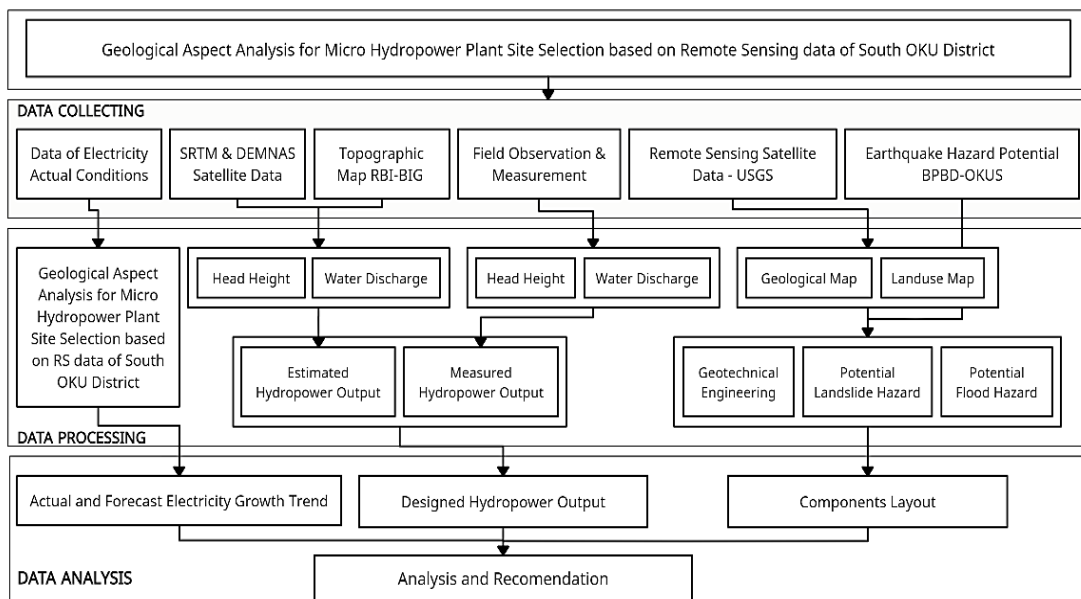 Geological Aspect Analysis for Micro Hydropower Plant Site Selection based on Remote Sensing data of South OKU District
DATA COLLECTING
Data of Electricity
Actual Conditions
SRTM & DEMNAS
Satellite Data
Topographic
Map RBI-BIG
Field Observation &
Measurement
Remote Sensing Satellite
Data - USGS
Earthquake Hazard Potential
BPBD-OKUS
Geological Aspect
Analysis for Micro
Hydropower Plant
Site Selection based
on RS data of South
OKU District
Head Height
Water Discharge
Head Height
Water Discharge
Geological Map
Landuse Map
Estimated
Hydropower Output
Measured
Hydropower Output
Geotechnical
Engineering
Potential
Landslide Hazard
Potential
Flood Hazard
DATA PROCESSING
Actual and Forecast Electricity Growth Trend
Designed Hydropower Output
Components Layout
DATA ANALYSIS
Analysis and Recomendation